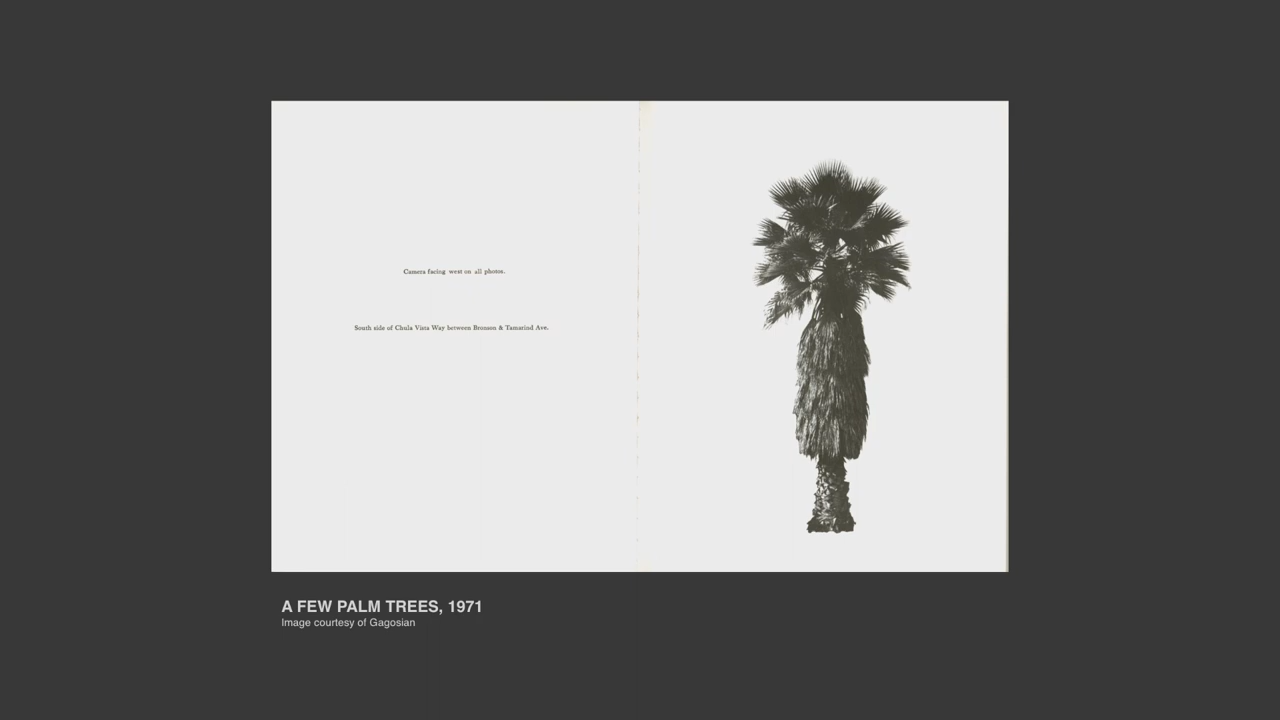 Camera facing west on all photos.
South side of Chula Vista Way between Bronson & Tamarind Ave.
A FEW PALM TREES, 1971
Image courtesy of Gagosian